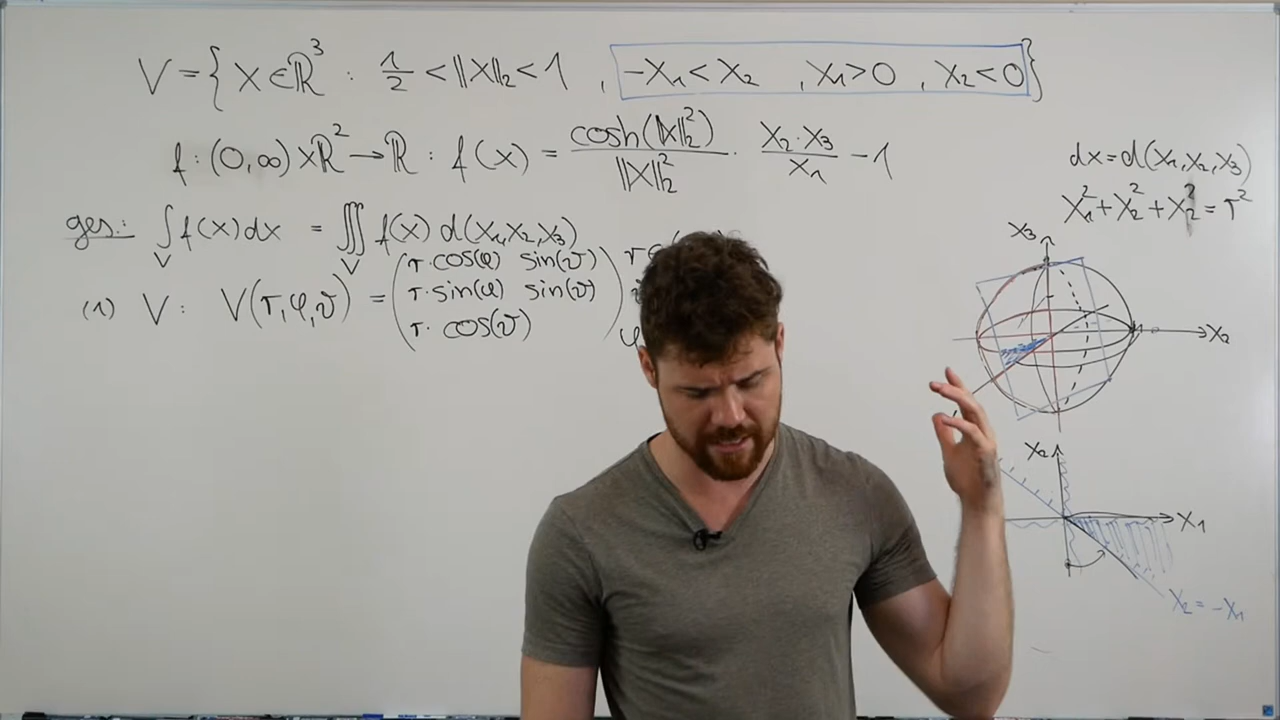 V = { X ∈ ℝ³ : 1/2 < ||X||₂ < 1 , -X₁ < X₂ , X₁ > 0 , X₂ < 0 }
f : (0,∞) × ℝ² → ℝ : f(x) = cosh(||X||₂²) / ||X||₂² · X₂·X₃ / X₁ - 1
dx = d(X₁,X₂,X₃)
X₁² + X₂² + X₂² = r²
ges.: ∫_V f(x) dx = ∭_V f(x) d(X₁,X₂,X₃)
(1) V : V(r,φ,ϑ) = ( r·cos(φ) sin(ϑ)
r·sin(φ) sin(ϑ)
r·cos(ϑ) )
X₃
X₂
X₂
X₁
X₂ = -X₁